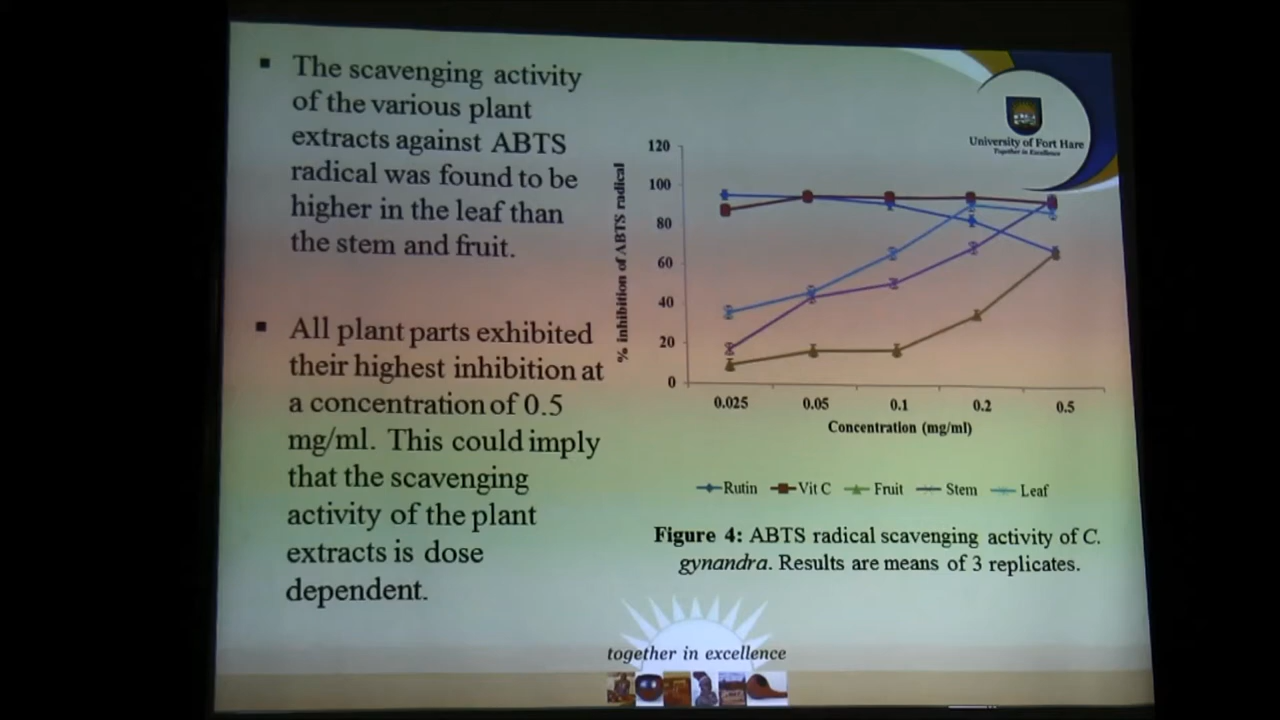 The scavenging activity
of the various plant
extracts against ABTS
radical was found to be
higher in the leaf than
the stem and fruit.
All plant parts exhibited
their highest inhibition at
a concentration of 0.5
mg/ml. This could imply
that the scavenging
activity of the plant
extracts is dose
dependent.
University of Fort Hare
Together in Excellence
% inhibition of ABTS radical
120
100
80
60
40
20
0
0.025 0.05 0.1 0.2 0.5
Concentration (mg/ml)
Rutin Vit C Fruit Stem Leaf
Figure 4: ABTS radical scavenging activity of C.
gynandra. Results are means of 3 replicates.
together in excellence